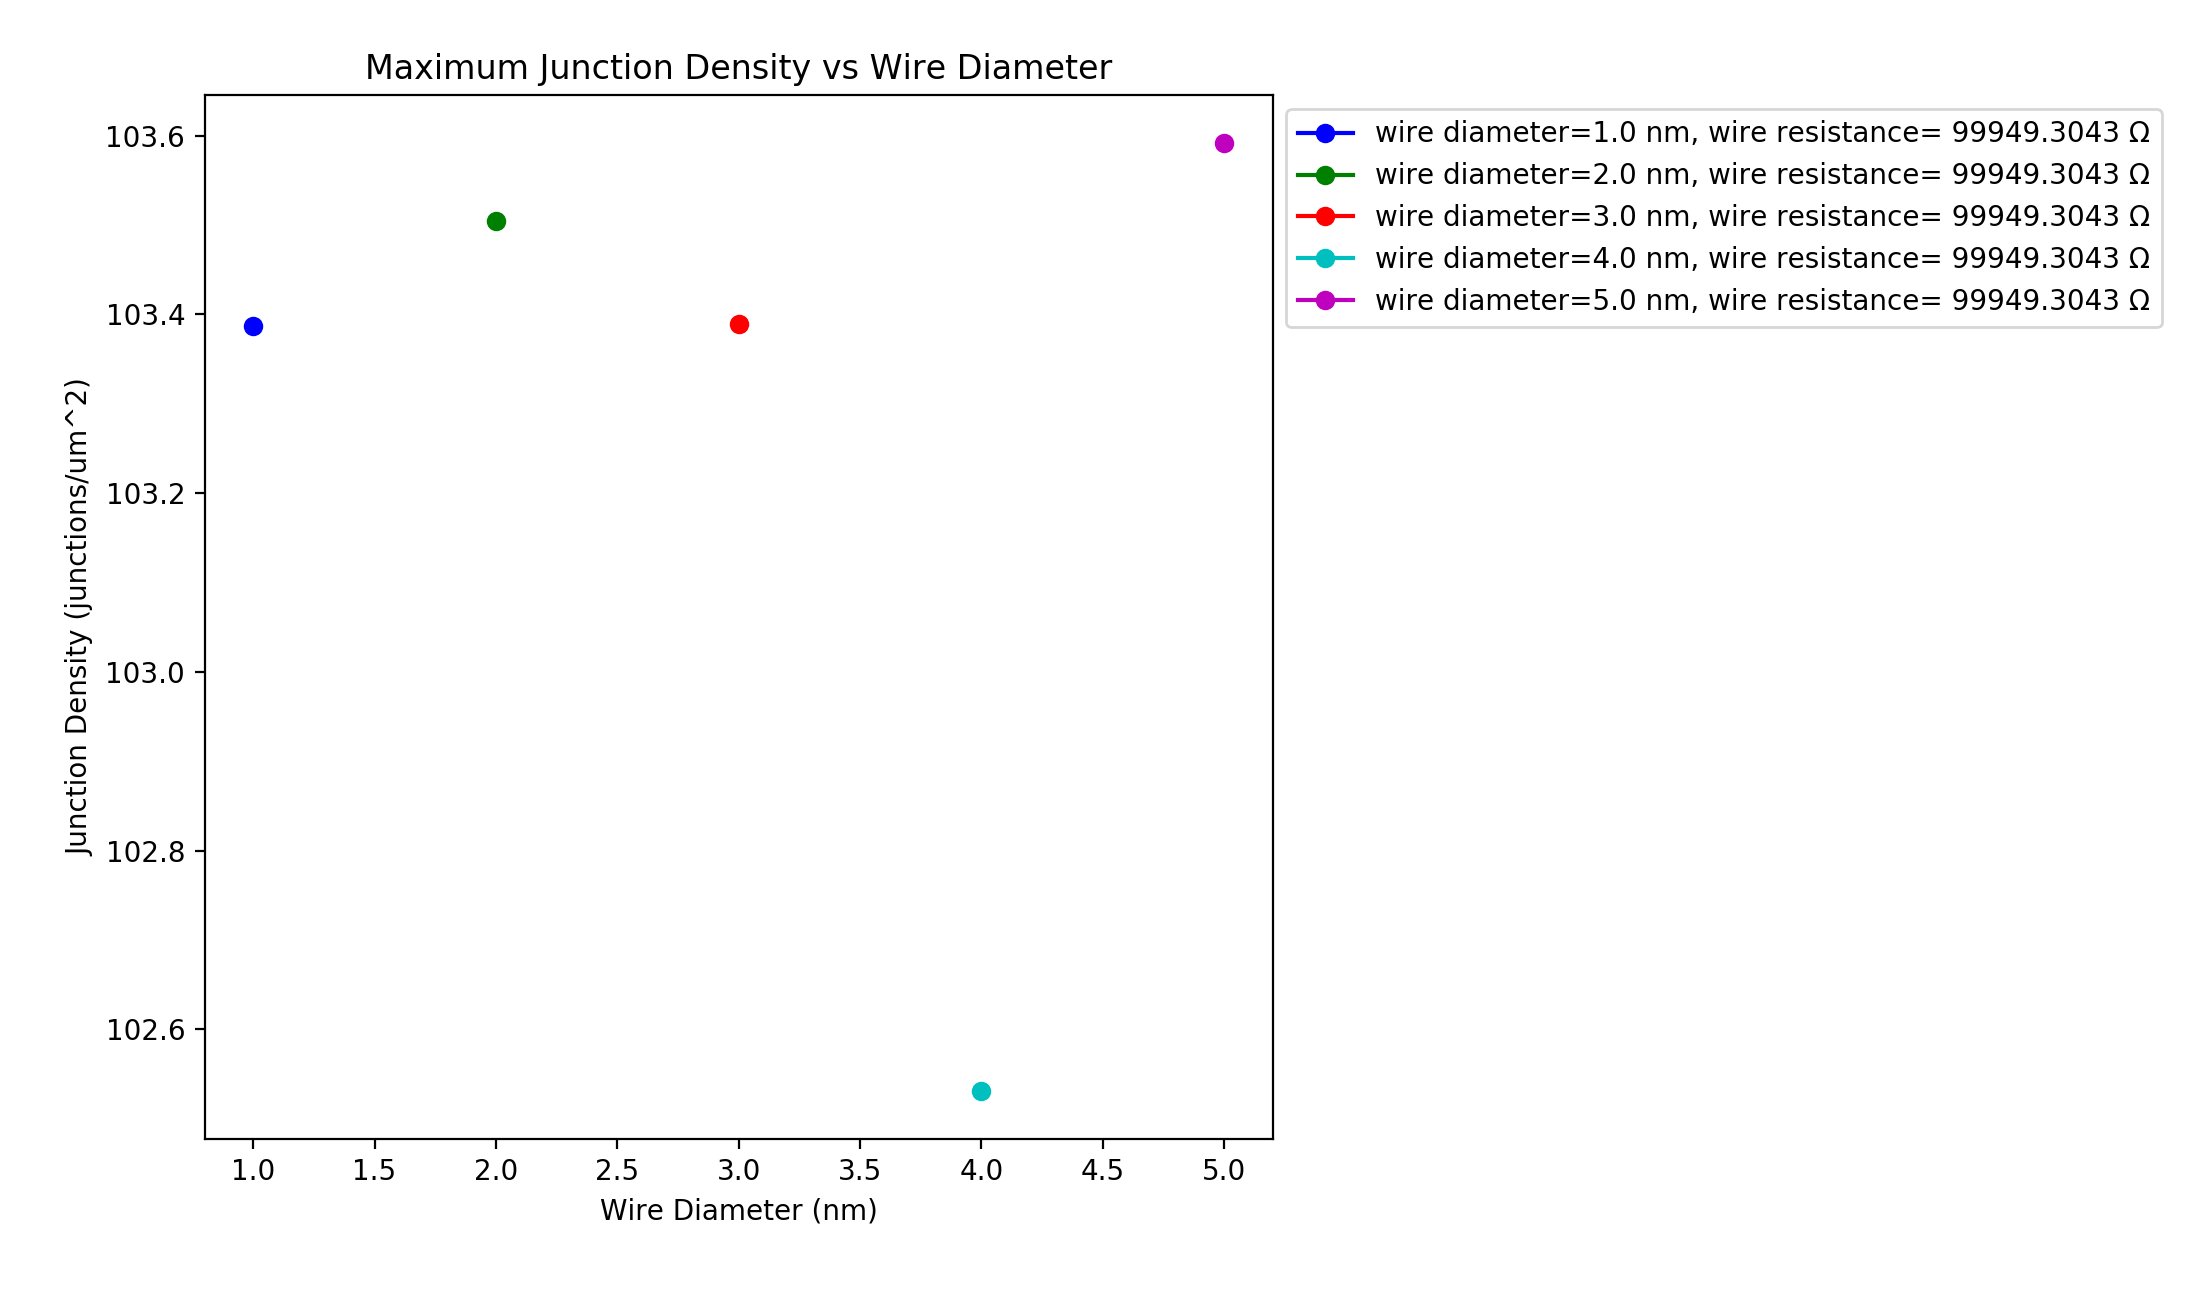 Maximum Junction Density vs Wire Diameter
103.6
103.4
103.2
103.0
102.8
102.6
Junction Density (junctions/um^2)
1.0 1.5 2.0 2.5 3.0 3.5 4.0 4.5 5.0
Wire Diameter (nm)
wire diameter=1.0 nm, wire resistance= 99949.3043 Ω
wire diameter=2.0 nm, wire resistance= 99949.3043 Ω
wire diameter=3.0 nm, wire resistance= 99949.3043 Ω
wire diameter=4.0 nm, wire resistance= 99949.3043 Ω
wire diameter=5.0 nm, wire resistance= 99949.3043 Ω